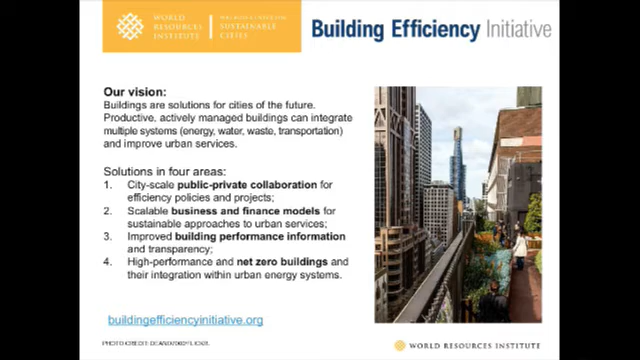 WORLD
RESOURCES
INSTITUTE
SUSTAINABLE
CITIES
Building Efficiency Initiative
Our vision:
Buildings are solutions for cities of the future.
Productive, actively managed buildings can integrate
multiple systems (energy, water, waste, transportation)
and improve urban services.
Solutions in four areas:
1. City-scale public-private collaboration for
efficiency policies and projects;
2. Scalable business and finance models for
sustainable approaches to urban services;
3. Improved building performance information
and transparency;
4. High-performance and net zero buildings and
their integration within urban energy systems.
buildingefficiencyinitiative.org
PHOTO CREDIT:
WORLD RESOURCES INSTITUTE